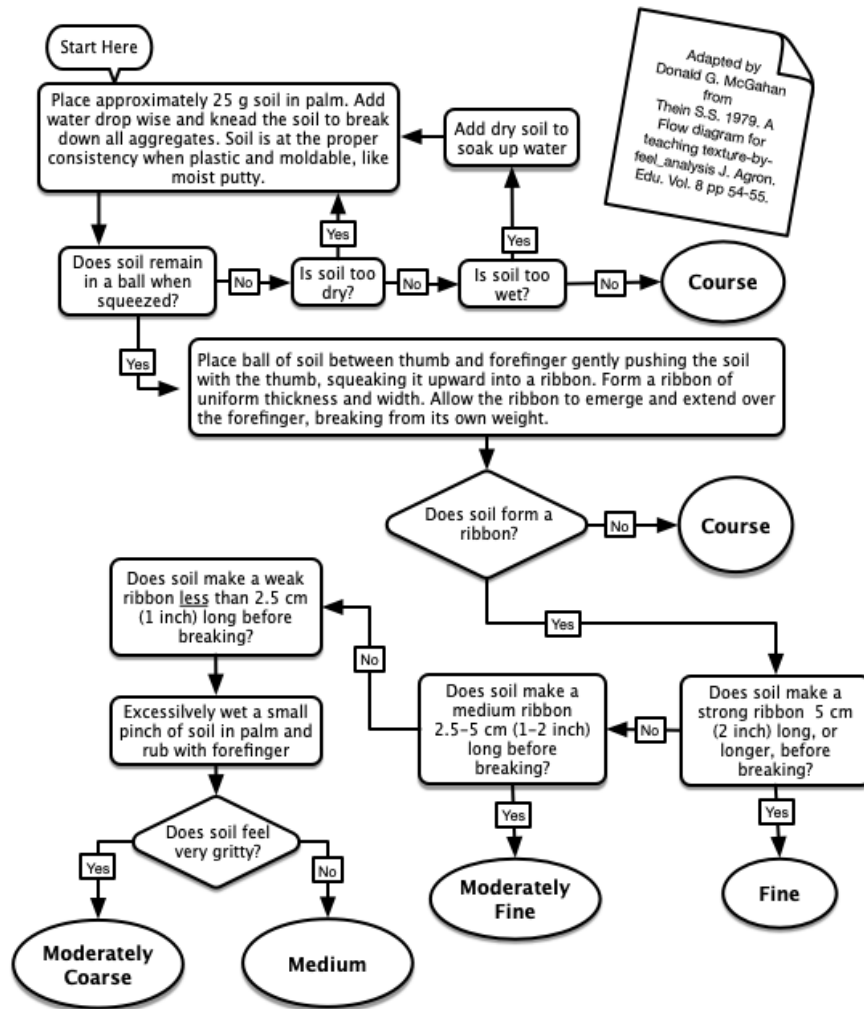 Start Here
Adapted by
Donald G. McGahan
from
Thein S.S. 1979. A
Flow diagram for
teaching texture-by-
feel_analysis J. Agron.
Edu. Vol. 8 pp 54-55.
Place approximately 25 g soil in palm. Add
water drop wise and knead the soil to break
down all aggregates. Soil is at the proper
consistency when plastic and moldable, like
moist putty.
Add dry soil to
soak up water
Yes
Yes
Does soil remain
in a ball when
squeezed?
No
Is soil too
dry?
No
Is soil too
wet?
No
Course
Yes
Place ball of soil between thumb and forefinger gently pushing the soil
with the thumb, squeaking it upward into a ribbon. Form a ribbon of
uniform thickness and width. Allow the ribbon to emerge and extend over
the forefinger, breaking from its own weight.
Does soil form a
ribbon?
No
Course
Yes
Does soil make a weak
ribbon less than 2.5 cm
(1 inch) long before
breaking?
No
Does soil make a
medium ribbon
2.5-5 cm (1-2 inch)
long before
breaking?
No
Does soil make a
strong ribbon 5 cm
(2 inch) long, or
longer, before
breaking?
Excessilvely wet a small
pinch of soil in palm and
rub with forefinger
Yes
Yes
Does soil feel
very gritty?
Yes
No
Moderately
Fine
Fine
Moderately
Coarse
Medium